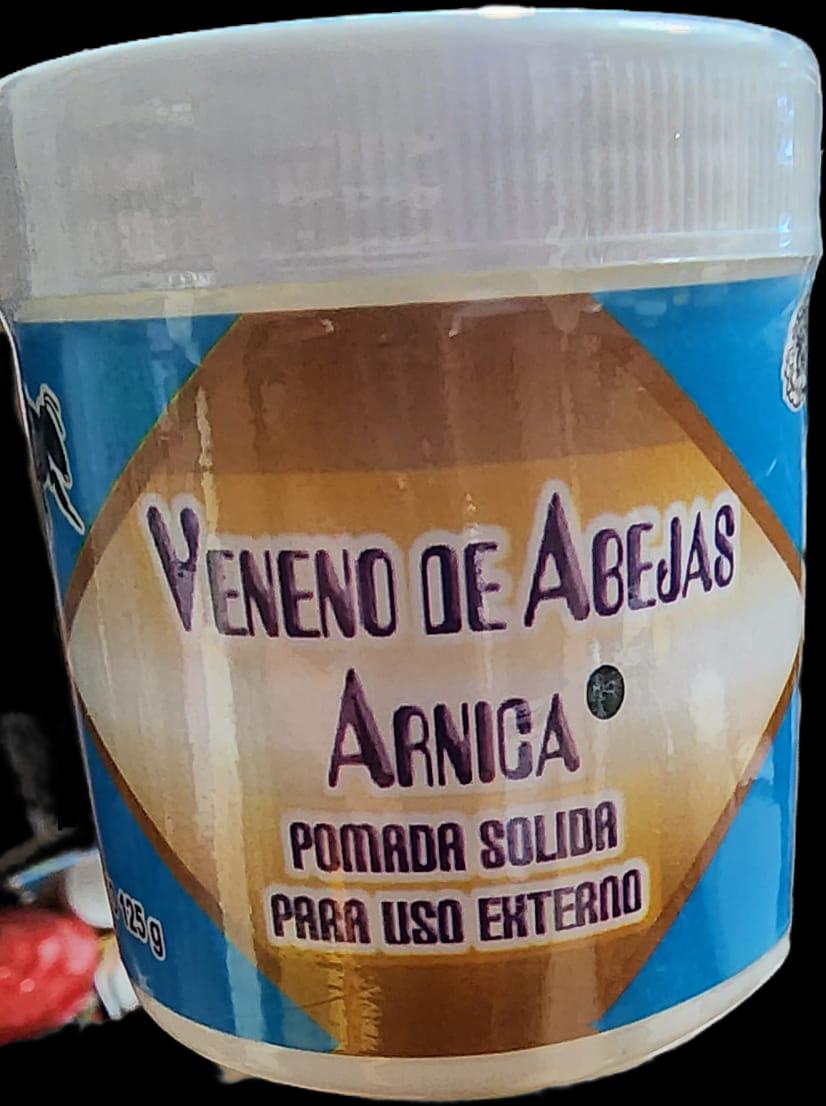 VENENO DE ABEJAS
ARNICA
POMADA SOLIDA
PARA USO EXTERNO
125 g